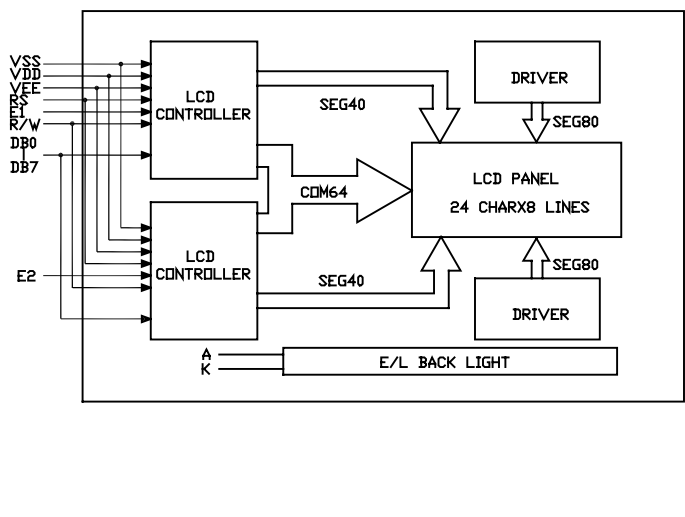 VSS
VDD
VEE
RS
E1
R/W
DB0
DB7
E2
LCD
CONTROLLER
SEG40
DRIVER
SEG80
COM64
LCD PANEL
24 CHARX8 LINES
LCD
CONTROLLER
SEG40
SEG80
DRIVER
A
K
E/L BACK LIGHT